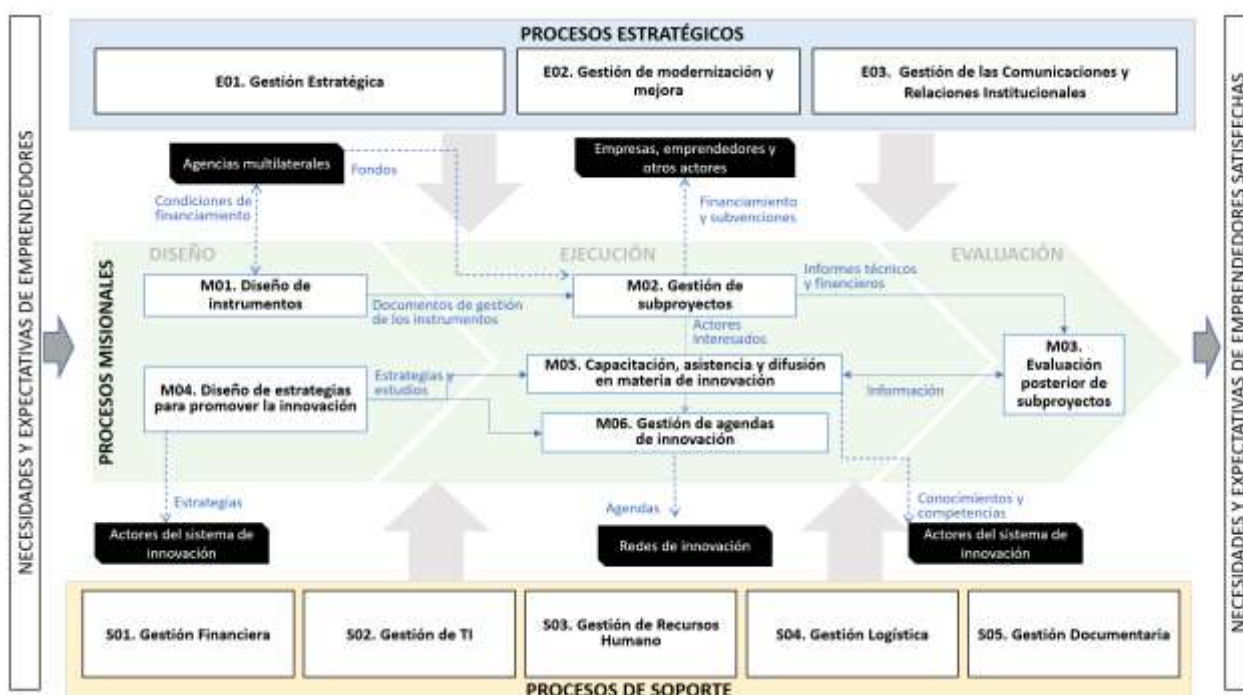 NECESIDADES Y EXPECTATIVAS DE EMPRENDEDORES
PROCESOS ESTRATÉGICOS
E01. Gestión Estratégica
E02. Gestión de modernización y
mejora
E03. Gestión de las Comunicaciones y
Relaciones Institucionales
Agencias multilaterales
Fondos
Empresas, emprendedores y
otros actores
Condiciones de
financiamiento
Financiamiento
y subvenciones
PROCESOS MISIONALES
DISEÑO
EJECUCIÓN
EVALUACIÓN
M01. Diseño de
instrumentos
Documentos de gestión
de los instrumentos
M02. Gestión de
subproyectos
Informes técnicos
y financieros
Actores
Interesados
M03.
Evaluación
posterior de
subproyectos
M04. Diseño de estrategias
para promover la innovación
Estrategias y
estudios
M05. Capacitación, asistencia y difusión
en materia de innovación
Información
M06. Gestión de agendas
de innovación
Estrategias
Agendas
Conocimientos y
competencias
Actores del sistema de
innovación
Redes de innovación
Actores del sistema de
innovación
S01. Gestión Financiera
S02. Gestión de TI
S03. Gestión de Recursos
Humano
S04. Gestión Logística
S05. Gestión Documentaria
PROCESOS DE SOPORTE
NECESIDADES Y EXPECTATIVAS DE EMPRENDEDORES SATISFECHAS